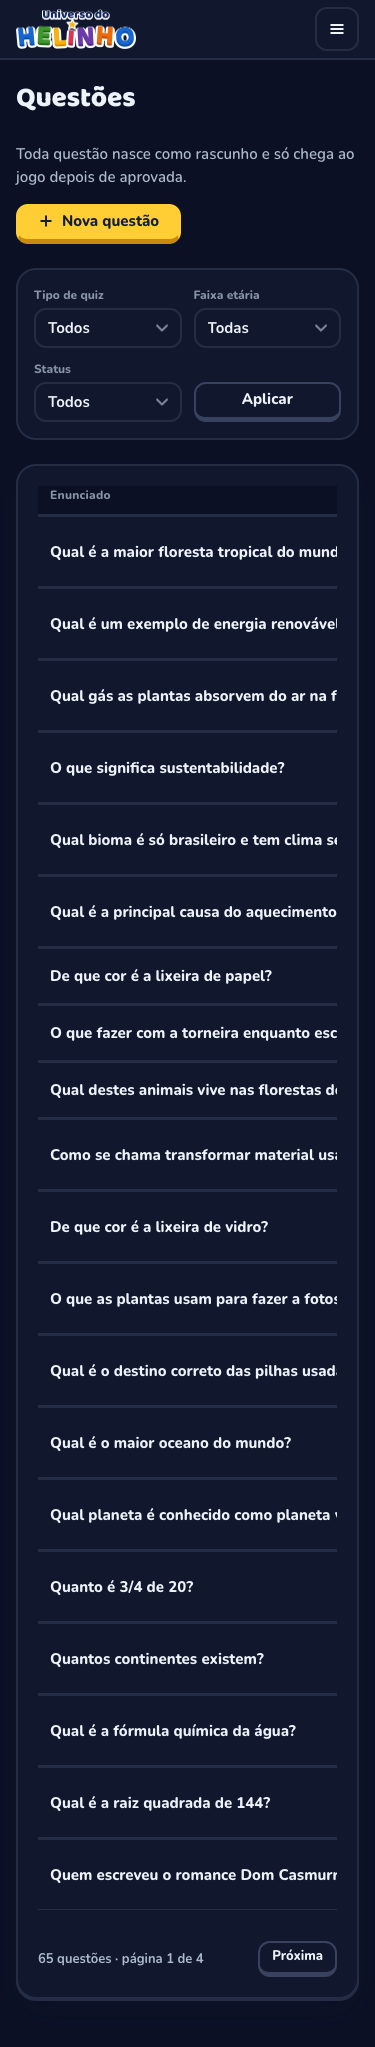 Universo do
HELINHO
Questões
Toda questão nasce como rascunho e só chega ao
jogo depois de aprovada.
+ Nova questão
Tipo de quiz
Faixa etária
Todos
Todas
Status
Todos
Aplicar
Enunciado
Qual é a maior floresta tropical do mund
Qual é um exemplo de energia renovável
Qual gás as plantas absorvem do ar na f
O que significa sustentabilidade?
Qual bioma é só brasileiro e tem clima se
Qual é a principal causa do aquecimento
De que cor é a lixeira de papel?
O que fazer com a torneira enquanto esc
Qual destes animais vive nas florestas do
Como se chama transformar material usa
De que cor é a lixeira de vidro?
O que as plantas usam para fazer a fotos
Qual é o destino correto das pilhas usada
Qual é o maior oceano do mundo?
Qual planeta é conhecido como planeta v
Quanto é 3/4 de 20?
Quantos continentes existem?
Qual é a fórmula química da água?
Qual é a raiz quadrada de 144?
Quem escreveu o romance Dom Casmurr
65 questões · página 1 de 4
Próxima